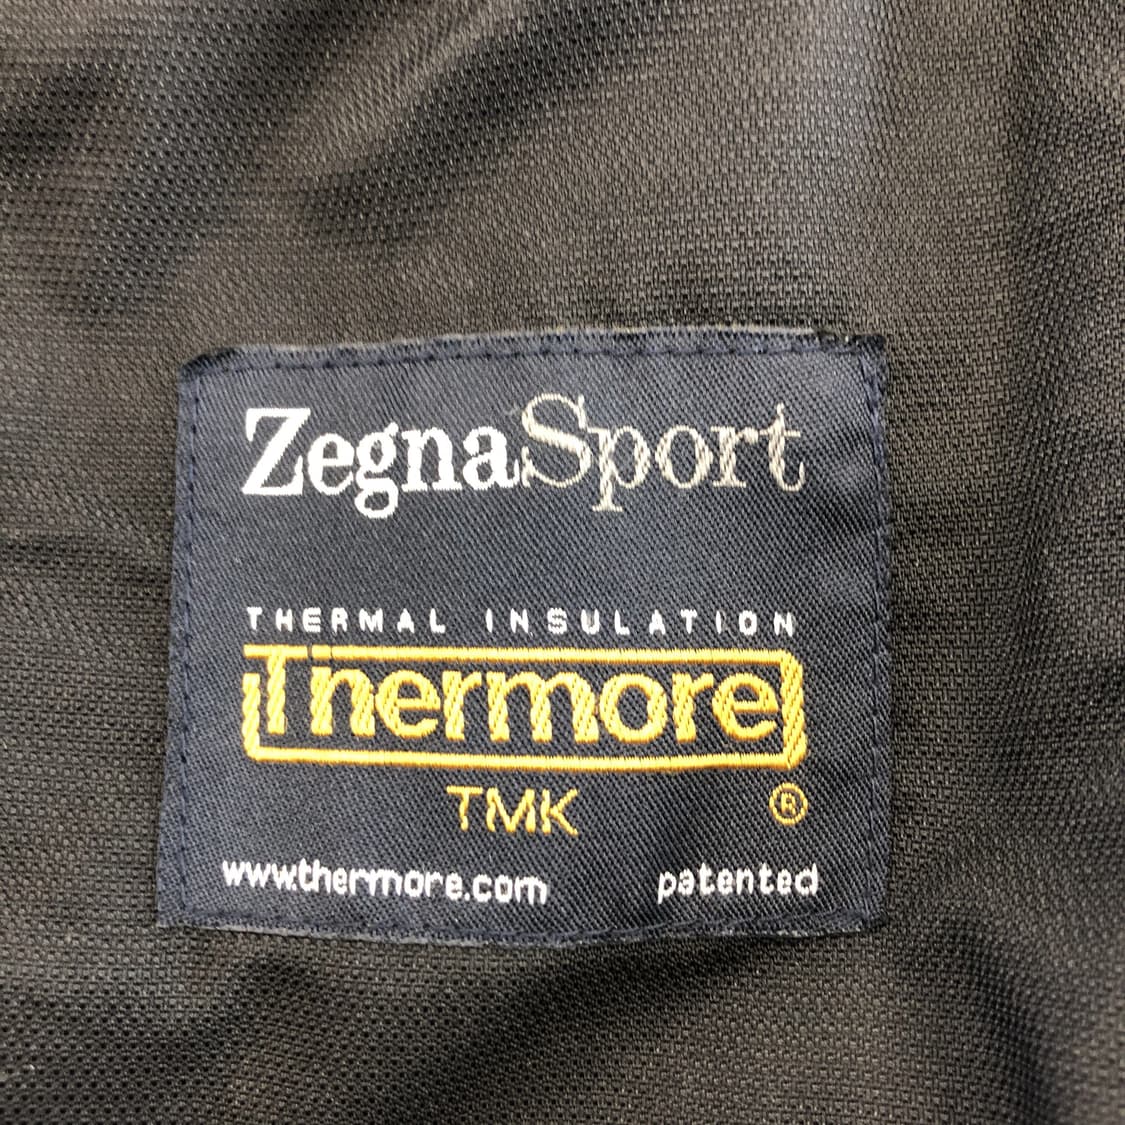 ZegnaSport
THERMAL INSULATION
Thermore
TMK ®
www.thermore.com patented